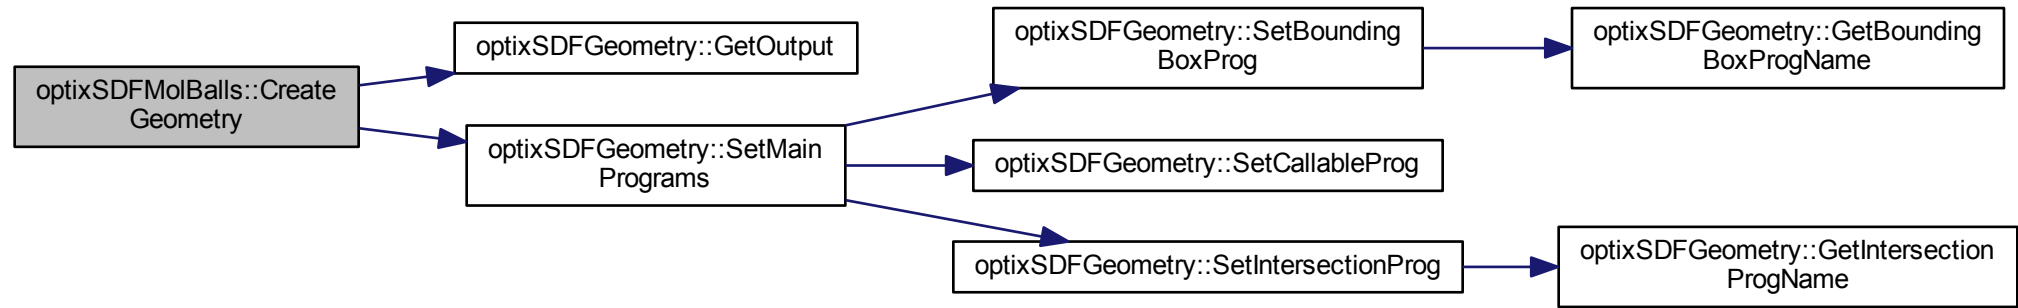 optixSDFMolBalls::Create
Geometry
optixSDFGeometry::GetOutput
optixSDFGeometry::SetMain
Programs
optixSDFGeometry::SetBounding
BoxProg
optixSDFGeometry::SetCallableProg
optixSDFGeometry::SetIntersectionProg
optixSDFGeometry::GetBounding
BoxProgName
optixSDFGeometry::GetIntersection
ProgName